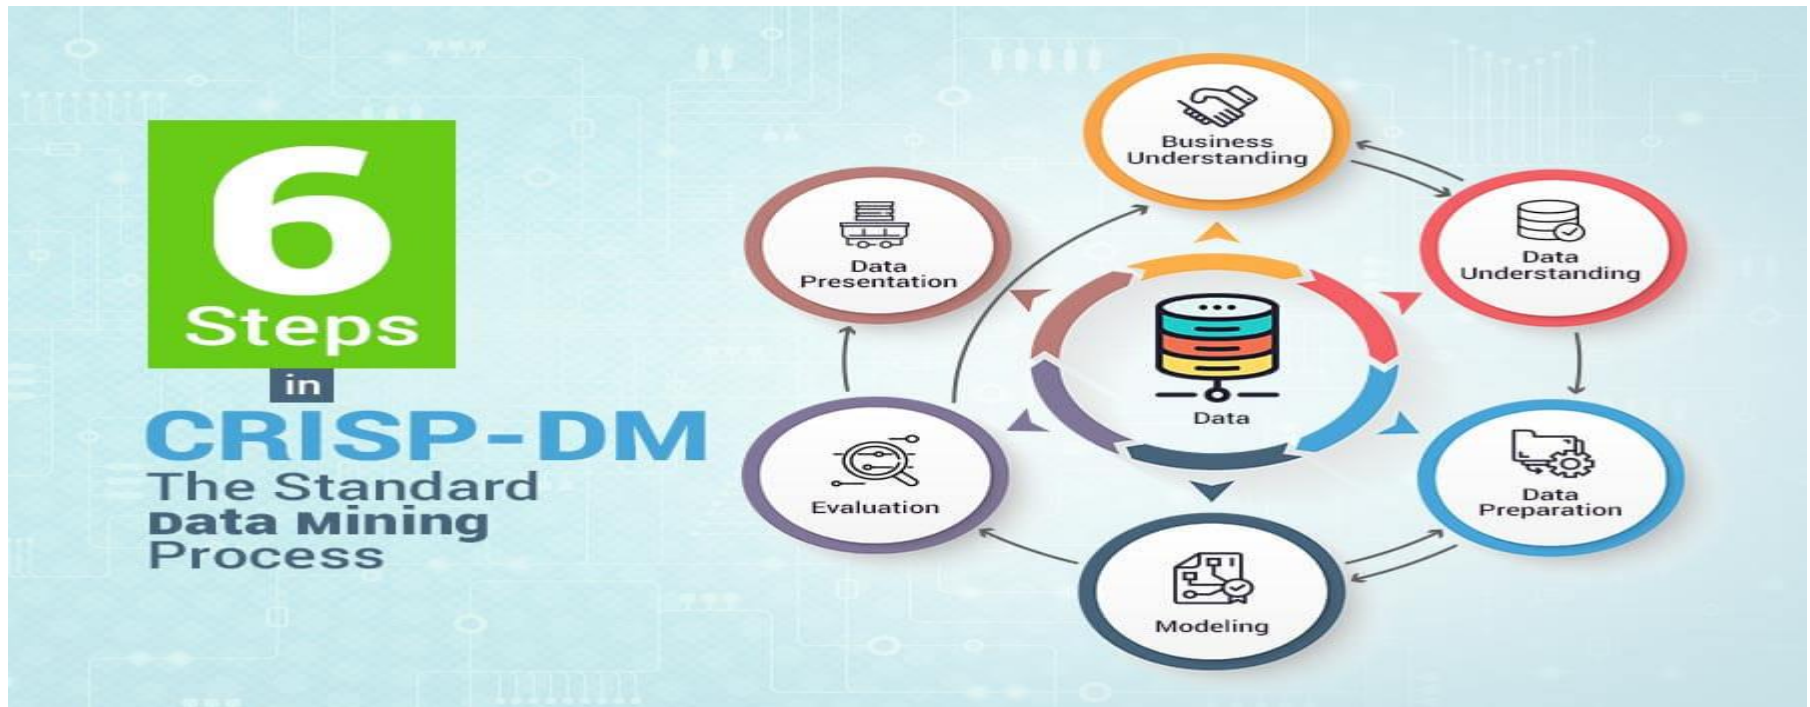 6
Steps
in
CRISP-DM
The Standard
Data Mining
Process
Business
Understanding
Data
Understanding
Data
Preparation
Modeling
Evaluation
Data
Presentation
Data